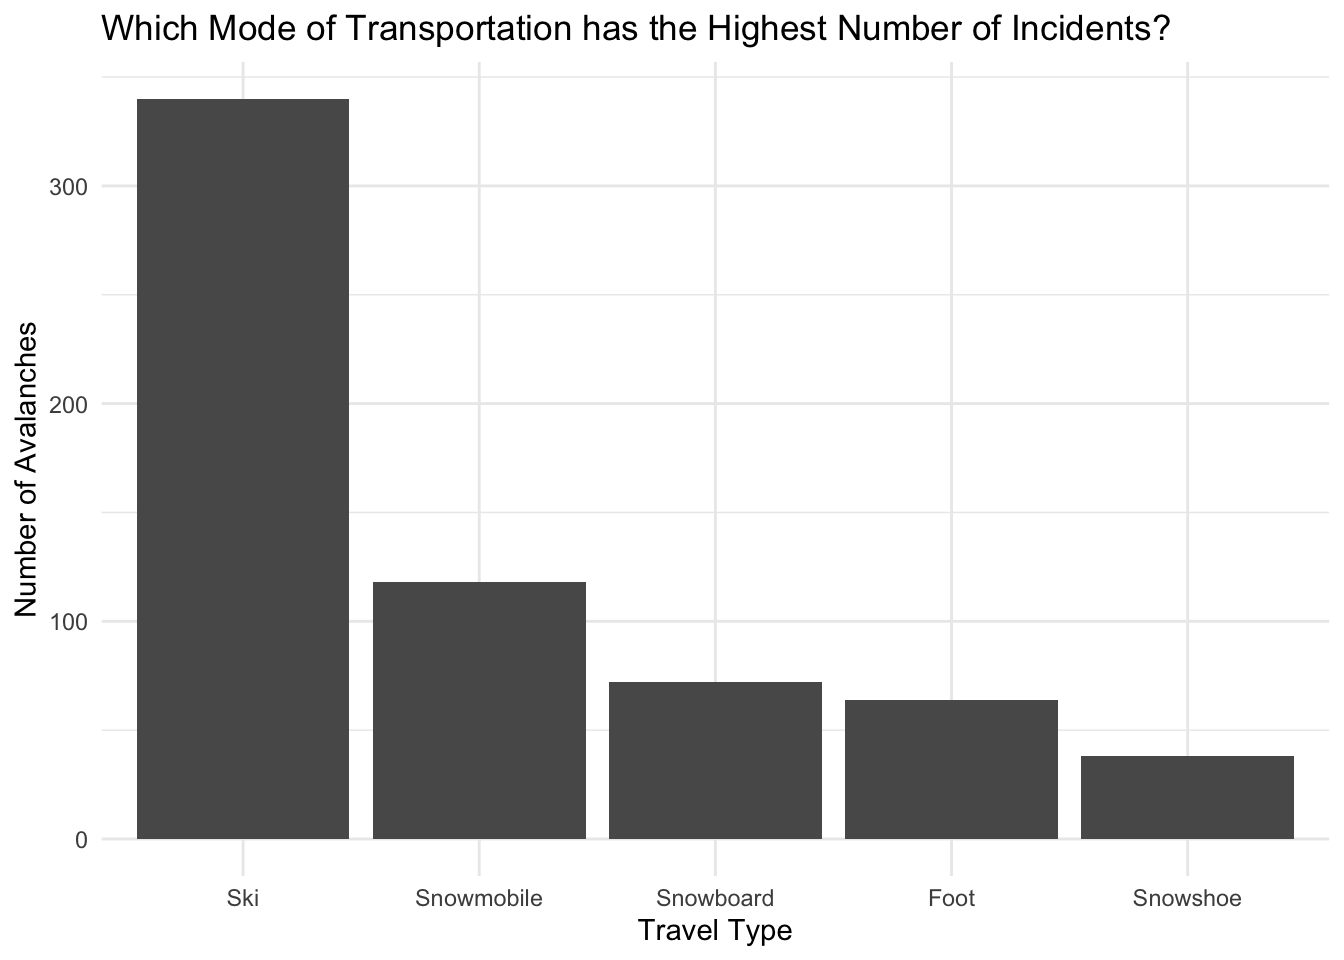 Which Mode of Transportation has the Highest Number of Incidents?
Number of Avalanches
300
200
100
0
Ski
Snowmobile
Snowboard
Foot
Snowshoe
Travel Type